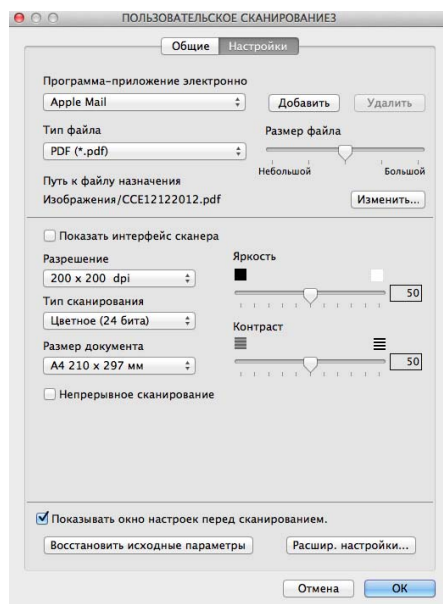 ПОЛЬЗОВАТЕЛЬСКОЕ СКАНИРОВАНИЕ3
Общие Настройки
Программа-приложение электронно
Apple Mail Добавить Удалить
Тип файла Размер файла
PDF (*.pdf)
Небольшой Большой
Путь к файлу назначения
Изображения/CCE12122012.pdf Изменить...
Показать интерфейс сканера
Разрешение Яркость
200 x 200 dpi
50
Тип сканирования
Цветное (24 бита)
Контраст
Размер документа
A4 210 x 297 мм 50
Непрерывное сканирование
Показывать окно настроек перед сканированием.
Восстановить исходные параметры Расшир. настройки...
Отмена OK